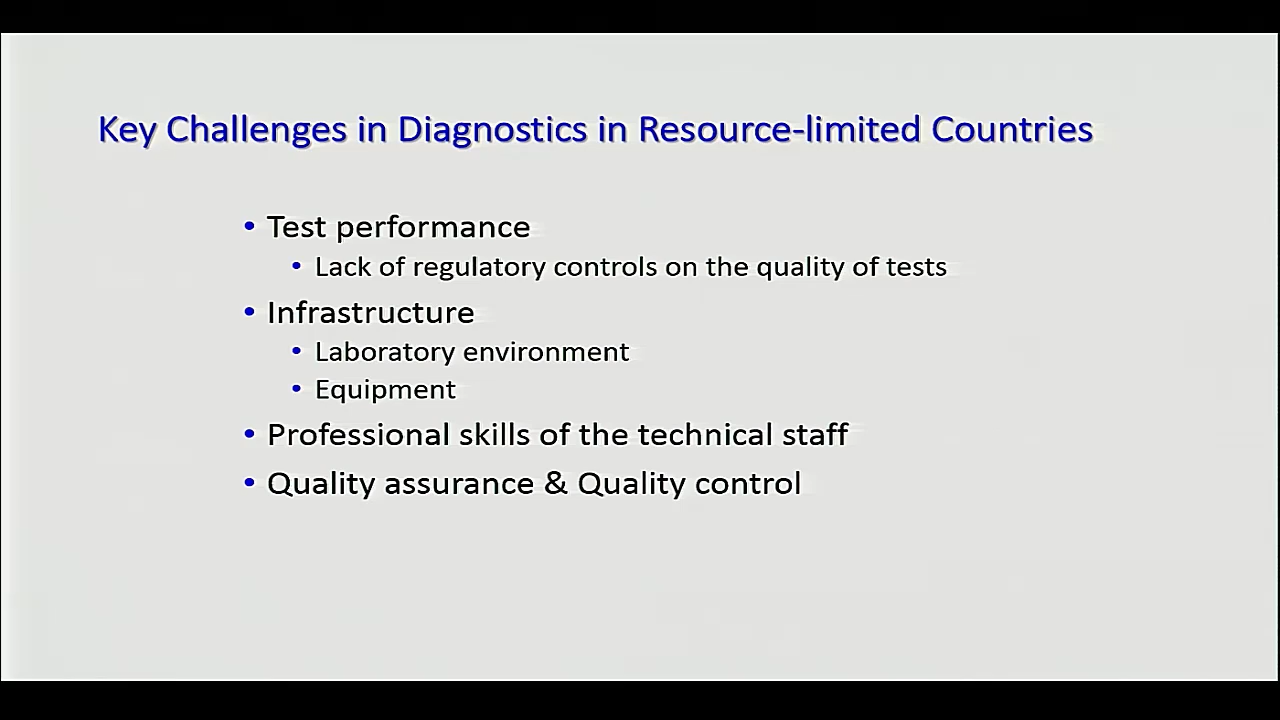 Key Challenges in Diagnostics in Resource-limited Countries
• Test performance
• Lack of regulatory controls on the quality of tests
• Infrastructure
• Laboratory environment
• Equipment
• Professional skills of the technical staff
• Quality assurance & Quality control